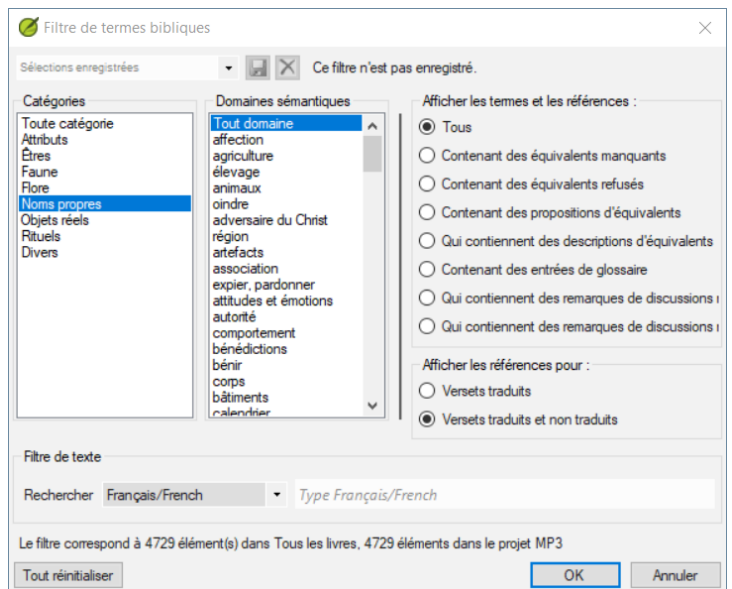 Filtre de termes bibliques
Sélections enregistrées
Ce filtre n'est pas enregistré.
Catégories
Toute catégorie
Attributs
Êtres
Faune
Flore
Noms propres
Objets réels
Rituels
Divers
Domaines sémantiques
Tout domaine
affection
agriculture
élevage
animaux
oindre
adversaire du Christ
région
artefacts
association
expier, pardonner
attitudes et émotions
autorité
comportement
bénédictions
bénir
corps
bâtiments
calendrier
Afficher les termes et les références :
Tous
Contenant des équivalents manquants
Contenant des équivalents refusés
Contenant des propositions d'équivalents
Qui contiennent des descriptions d'équivalents
Contenant des entrées de glossaire
Qui contiennent des remarques de discussions
Qui contiennent des remarques de discussions
Afficher les références pour :
Versets traduits
Versets traduits et non traduits
Filtre de texte
Rechercher Français/French Type Français/French
Le filtre correspond à 4729 élément(s) dans Tous les livres, 4729 éléments dans le projet MP3
Tout réinitialiser OK Annuler